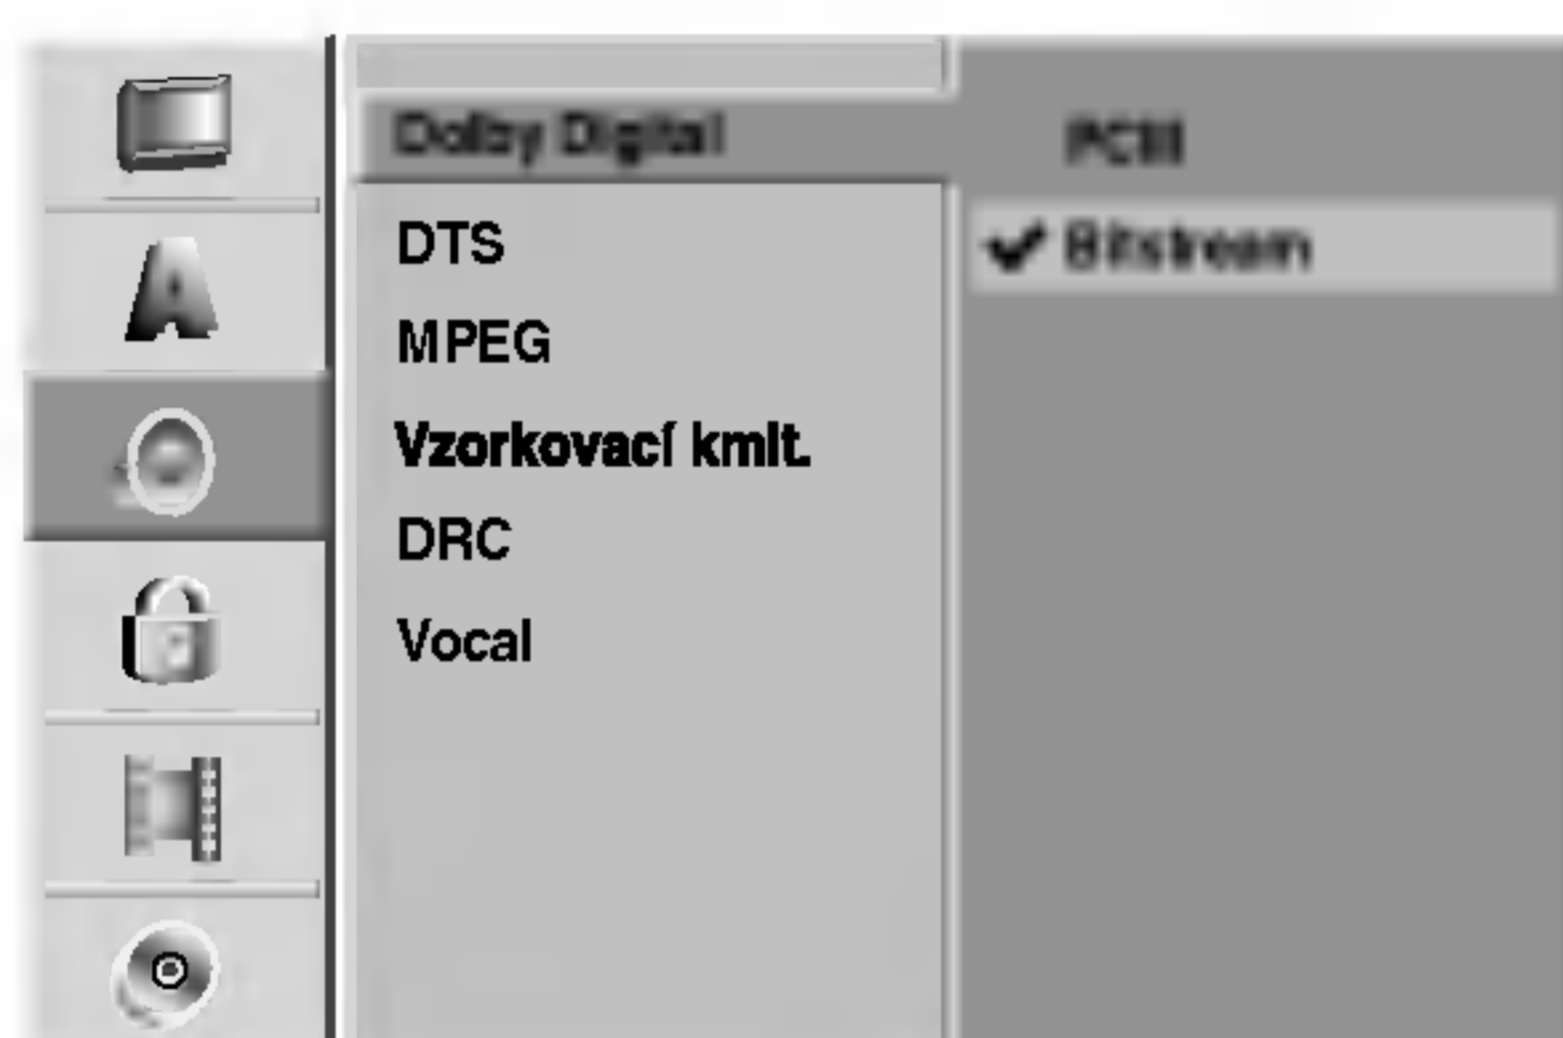 Dolby Digital
PCM
DTS
Bitstream
MPEG
Vzorkovací kmit.
DRC
Vocal